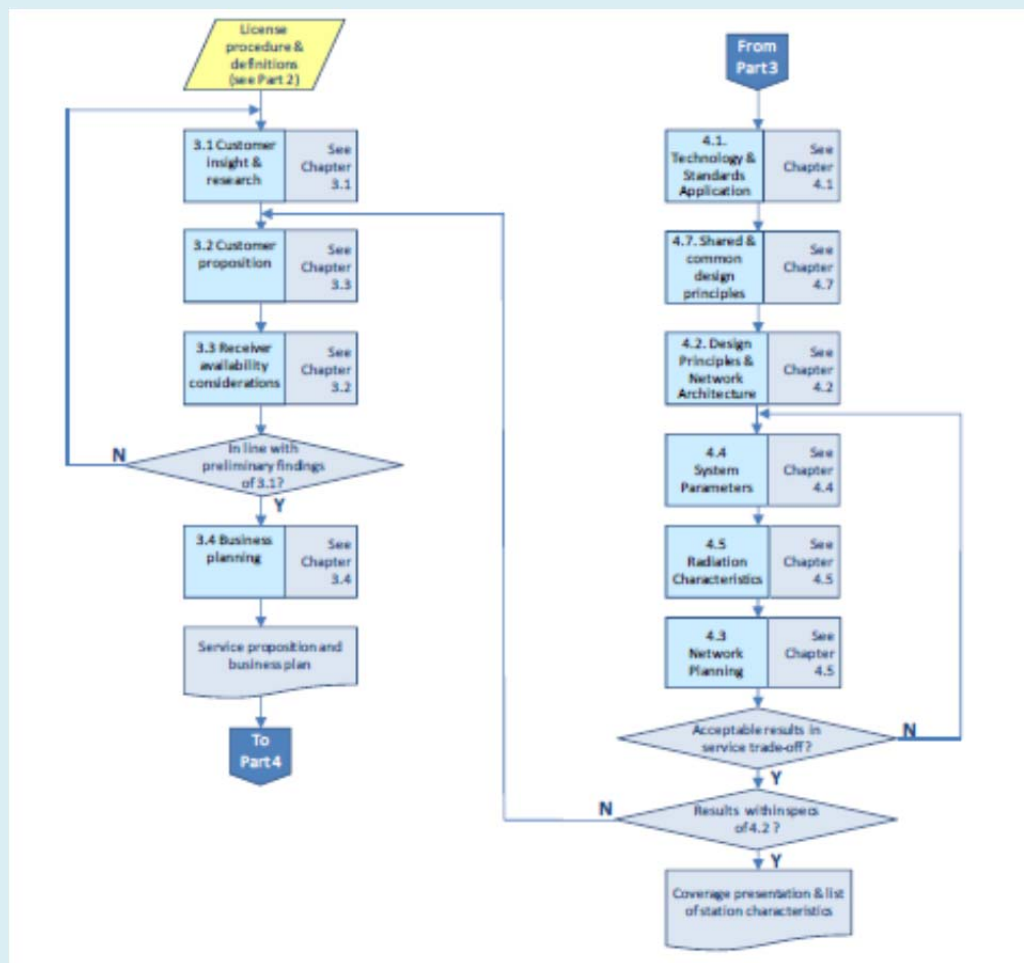 License
procedure &
definitions
(see Part 2)
3.1 Customer
insight &
research
See
Chapter
3.1
3.2 Customer
proposition
See
Chapter
3.3
3.3 Receiver
availability
considerations
See
Chapter
3.2
In line with
preliminary findings
of 3.1?
N
Y
3.4 Business
planning
See
Chapter
3.4
Service proposition and
business plan
To
Part 4
From
Part 3
4.1.
Technology &
Standards
Application
See
Chapter
4.1
4.7. Shared &
common
design
principles
See
Chapter
4.7
4.2. Design
Principles &
Network
Architecture
See
Chapter
4.2
4.4
System
Parameters
See
Chapter
4.4
4.5
Radiation
Characteristics
See
Chapter
4.5
4.3
Network
Planning
See
Chapter
4.5
Acceptable results in
service trade-off?
N
Y
Results within specs
of 4.2 ?
N
Y
Coverage presentation & list
of station characteristics